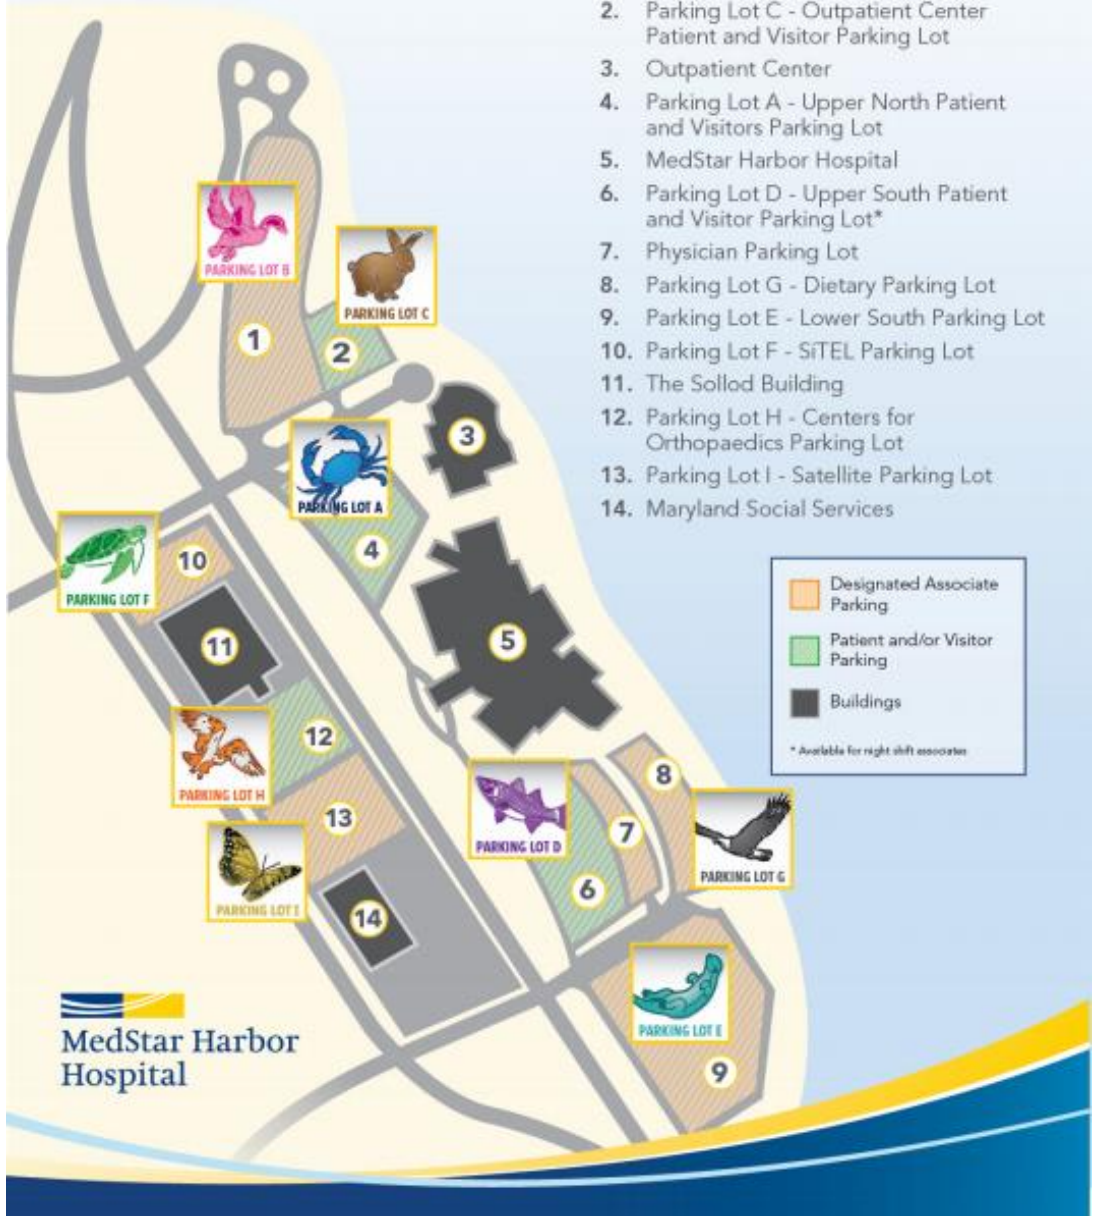 2. Parking Lot C - Outpatient Center
Patient and Visitor Parking Lot
3. Outpatient Center
4. Parking Lot A - Upper North Patient
and Visitors Parking Lot
5. MedStar Harbor Hospital
6. Parking Lot D - Upper South Patient
and Visitor Parking Lot*
7. Physician Parking Lot
8. Parking Lot G - Dietary Parking Lot
9. Parking Lot E - Lower South Parking Lot
10. Parking Lot F - SiTEL Parking Lot
11. The Sollod Building
12. Parking Lot H - Centers for
Orthopaedics Parking Lot
13. Parking Lot I - Satellite Parking Lot
14. Maryland Social Services
Designated Associate
Parking
Patient and/or Visitor
Parking
Buildings
* Available for night shift associates
PARKING LOT B
PARKING LOT C
1
2
3
PARKING LOT A
4
10
PARKING LOT F
11
5
12
PARKING LOT H
8
13
7
PARKING LOT D
PARKING LOT G
6
PARKING LOT I
14
PARKING LOT E
9
MedStar Harbor
Hospital